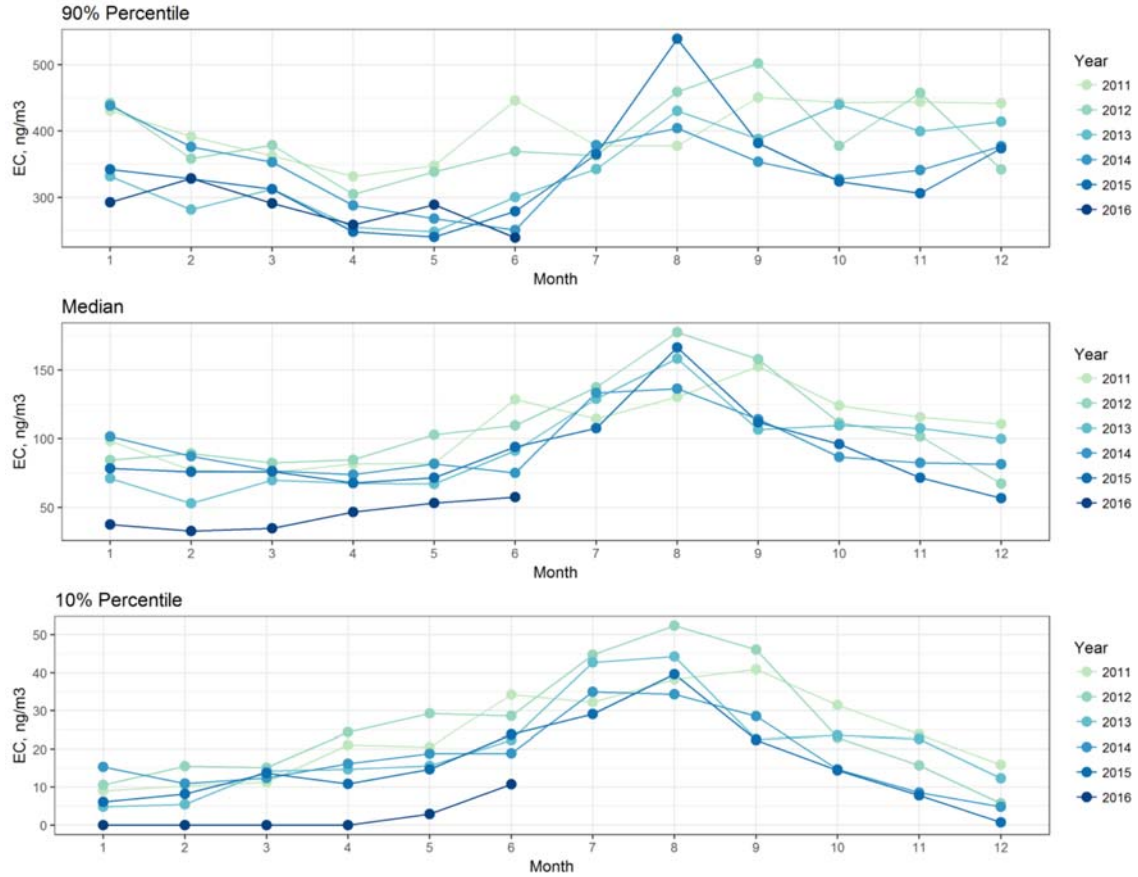 90% Percentile
500
400
300
EC, ng/m3
1 2 3 4 5 6 7 8 9 10 11 12
Month
Year
2011
2012
2013
2014
2015
2016
Median
150
100
50
EC, ng/m3
1 2 3 4 5 6 7 8 9 10 11 12
Month
Year
2011
2012
2013
2014
2015
2016
10% Percentile
50
40
30
20
10
0
EC, ng/m3
1 2 3 4 5 6 7 8 9 10 11 12
Month
Year
2011
2012
2013
2014
2015
2016